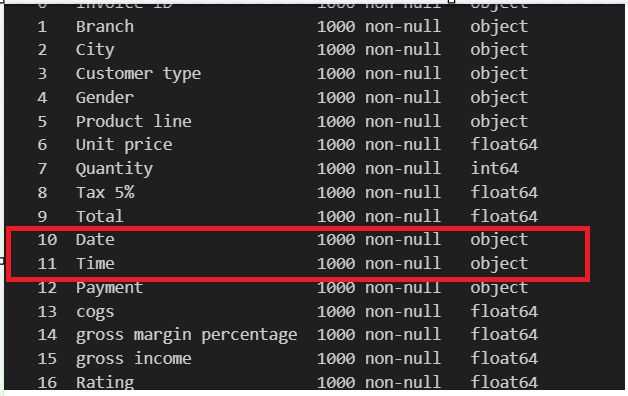 0 Invoice ID 1000 non-null object
1 Branch 1000 non-null object
2 City 1000 non-null object
3 Customer type 1000 non-null object
4 Gender 1000 non-null object
5 Product line 1000 non-null object
6 Unit price 1000 non-null float64
7 Quantity 1000 non-null int64
8 Tax 5% 1000 non-null float64
9 Total 1000 non-null float64
10 Date 1000 non-null object
11 Time 1000 non-null object
12 Payment 1000 non-null object
13 cogs 1000 non-null float64
14 gross margin percentage 1000 non-null float64
15 gross income 1000 non-null float64
16 Rating 1000 non-null float64